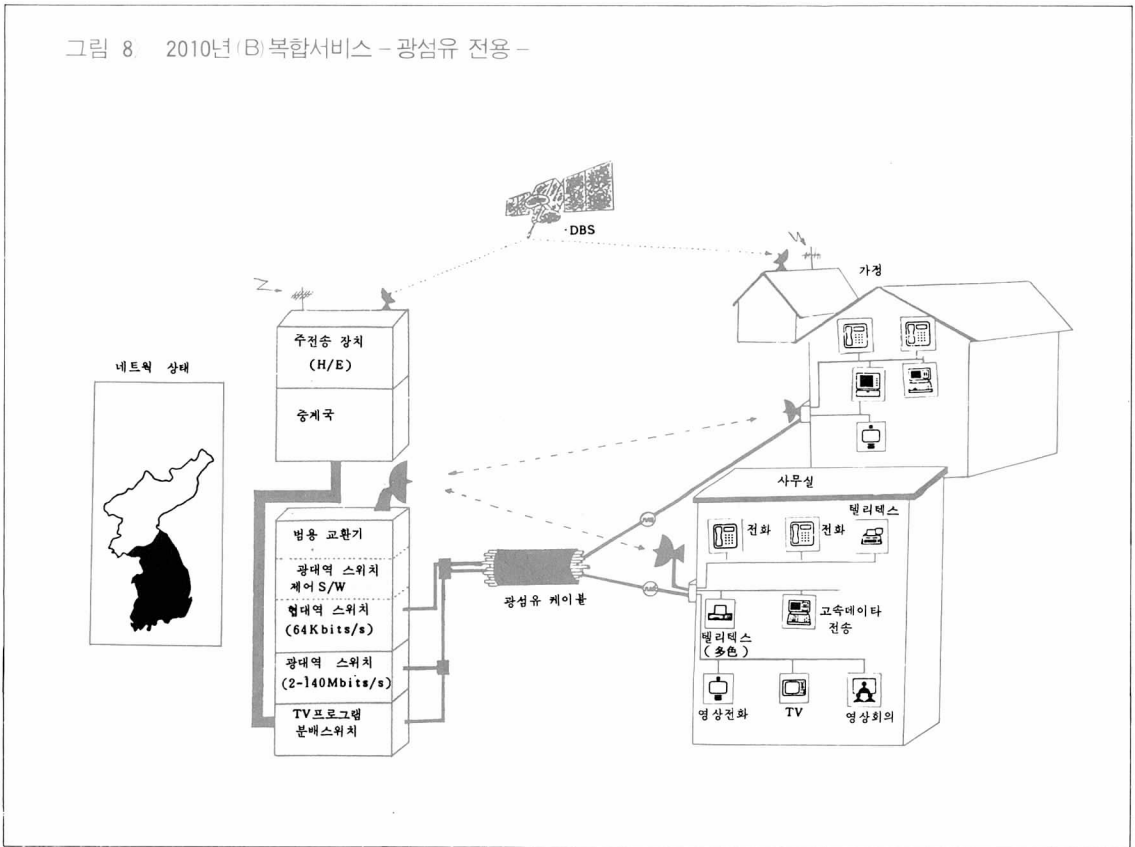 그림 8) 2010년(B)복합서비스 – 광섬유 전용 –
·DBS
가정
네트웍 상태
주전송 장치
(H/E)
중계국
범용 교환기
광대역 스위치
제어 S/W
협대역 스위치
(64Kbits/s)
광대역 스위치
(2-140Mbits/s)
TV프로그램
분배스위치
광섬유 케이블
사무실
전화
전화
텔리텍스
텔리텍스
(多色)
고속데이타
전송
영상전화
TV
영상회의